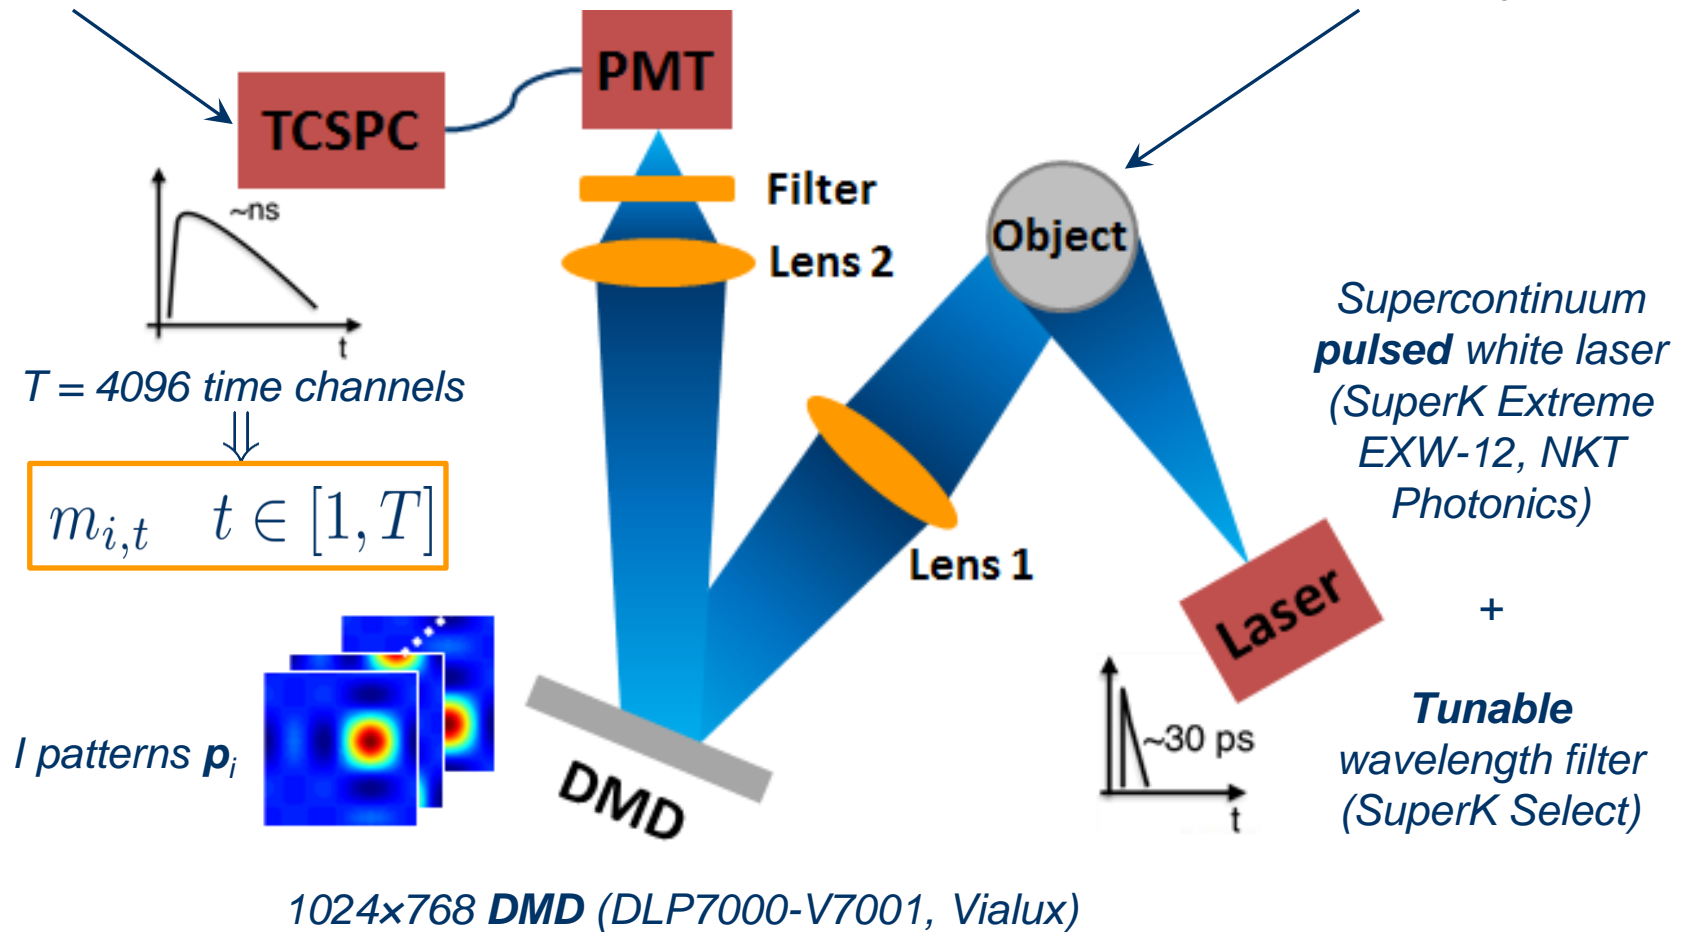 PMT
TCSPC
Filter
Object
~ns
Lens 2
t
T = 4096 time channels
⇓
m_{i,t}  t ∈ [1, T]
Supercontinuum
pulsed white laser
(SuperK Extreme
EXW-12, NKT
Photonics)
Lens 1
Laser
+
I patterns p_i
~30 ps
t
DMD
Tunable
wavelength filter
(SuperK Select)
1024×768 DMD (DLP7000-V7001, Vialux)